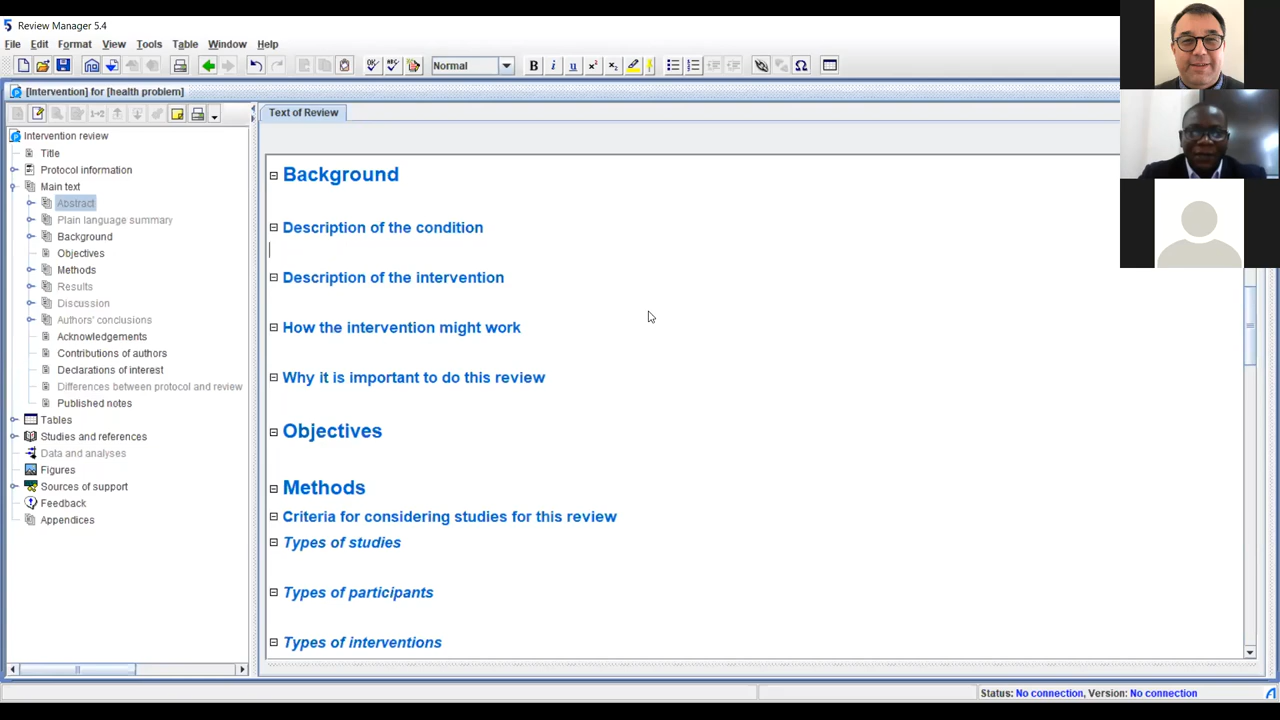 Review Manager 5.4
File Edit Format View Tools Table Window Help
Normal
B i u x² x₂ Ω
[Intervention] for [health problem]
Text of Review
Intervention review
Title
Protocol information
Main text
Abstract
Plain language summary
Background
Objectives
Methods
Results
Discussion
Authors' conclusions
Acknowledgements
Contributions of authors
Declarations of interest
Differences between protocol and review
Published notes
Tables
Studies and references
Data and analyses
Figures
Sources of support
Feedback
Appendices
Background
Description of the condition
Description of the intervention
How the intervention might work
Why it is important to do this review
Objectives
Methods
Criteria for considering studies for this review
Types of studies
Types of participants
Types of interventions
Status: No connection, Version: No connection